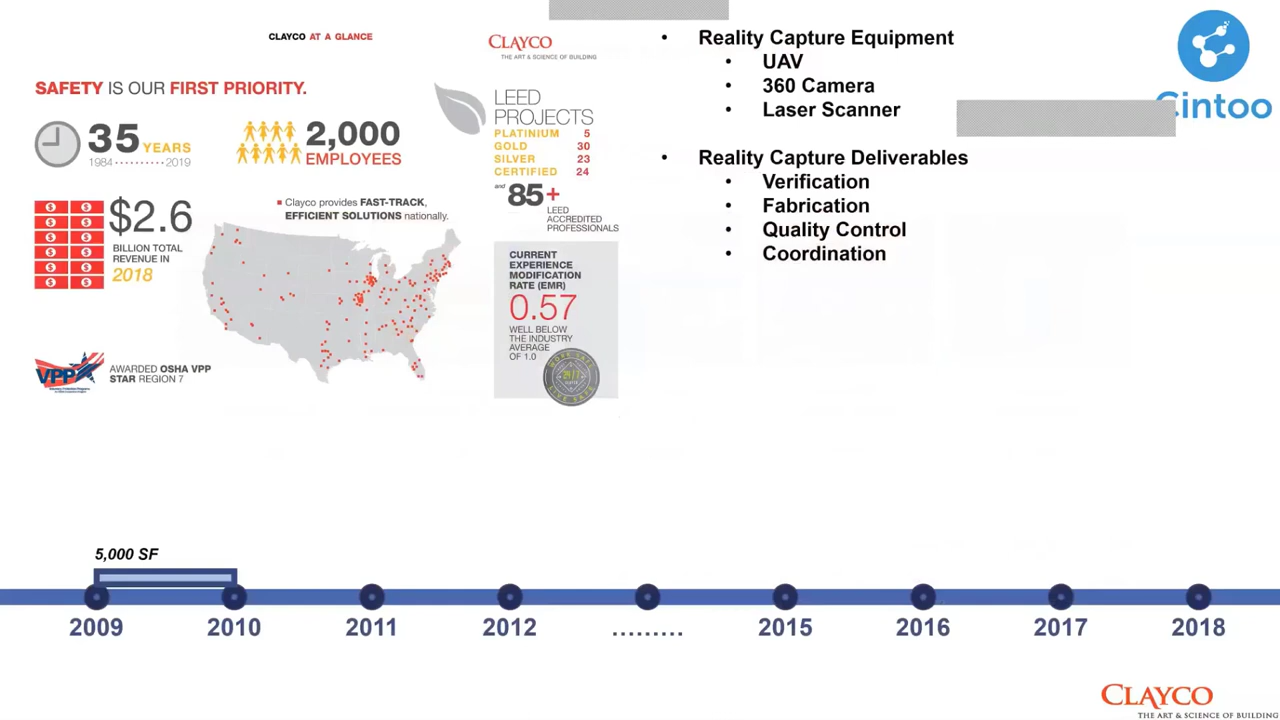 CLAYCO AT A GLANCE
CLAYCO
THE ART & SCIENCE OF BUILDING
SAFETY IS OUR FIRST PRIORITY.
35 YEARS
1984 2019
2,000
EMPLOYEES
LEED
PROJECTS
PLATINIUM 5
GOLD 30
SILVER 23
CERTIFIED 24
and 85+
LEED
ACCREDITED
PROFESSIONALS
$2.6
BILLION TOTAL
REVENUE IN
2018
Clayco provides FAST-TRACK,
EFFICIENT SOLUTIONS nationally.
CURRENT
EXPERIENCE
MODIFICATION
RATE (EMR)
0.57
WELL BELOW
THE INDUSTRY
AVERAGE
OF 1.0
VPP
AWARDED OSHA VPP
STAR REGION 7
• Reality Capture Equipment
• UAV
• 360 Camera
• Laser Scanner
• Reality Capture Deliverables
• Verification
• Fabrication
• Quality Control
• Coordination
Cintoo
5,000 SF
2009 2010 2011 2012 ......... 2015 2016 2017 2018
CLAYCO
THE ART & SCIENCE OF BUILDING